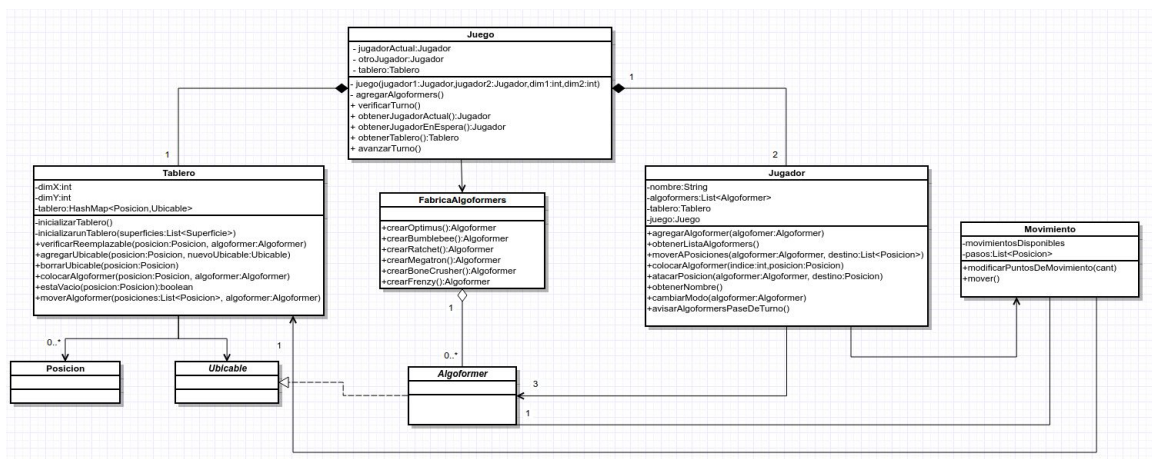 Juego
- jugadorActual:Jugador
- otroJugador:Jugador
- tablero:Tablero
- juego(jugador1:Jugador,jugador2:Jugador,dim1:int,dim2:int)
- agregarAlgoformers()
+ verificarTurno()
+ obtenerJugadorActual():Jugador
+ obtenerJugadorEnEspera():Jugador
+ obtenerTablero():Tablero
+ avanzarTurno()
1
1
2
Tablero
-dimX:int
-dimY:int
-tablero:HashMap<Posicion,Ubicable>
-inicializarTablero()
-inicializarunTablero(superficies:List<Superficie>)
+verificarReemplazable(posicion:Posicion, algoformer:Algoformer)
+agregarUbicable(posicion:Posicion, nuevoUbicable:Ubicable)
+borrarUbicable(posicion:Posicion)
+colocarAlgoformer(posicion:Posicion, algoformer:Algoformer)
+estaVacio(posicion:Posicion):boolean
+moverAlgoformer(posiciones:List<Posicion>, algoformer:Algoformer)
FabricaAlgoformers
+crearOptimus():Algoformer
+crearBumblebee():Algoformer
+crearRatchet():Algoformer
+crearMegatron():Algoformer
+crearBoneCrusher():Algoformer
+crearFrenzy():Algoformer
Jugador
-nombre:String
-algoformers:List<Algoformer>
-tablero:Tablero
-juego:Juego
+agregarAlgoformer(algoformer:Algoformer)
+obtenerListaAlgoformers()
+moverAPosiciones(algoformer:Algoformer, destino:List<Posicion>)
+colocarAlgoformer(indice:int,posicion:Posicion)
+atacarPosicion(algoformer:Algoformer, destino:Posicion)
+obtenerNombre()
+cambiarModo(algoformer:Algoformer)
+avisarAlgoformersPaseDeTurno()
Movimiento
-movimientosDisponibles
-pasos:List<Posicion>
+modificarPuntosDeMovimiento(cant)
+mover()
0..*
1
1
0..*
Posicion
Ubicable
Algoformer
3
1